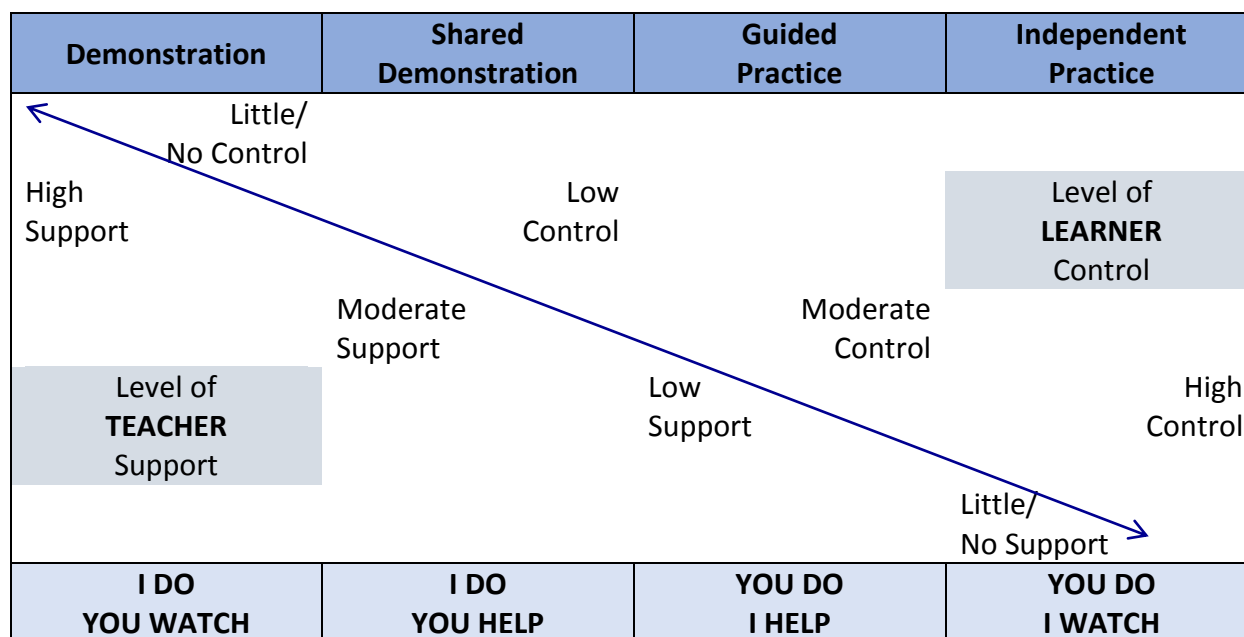 Demonstration
Shared
Demonstration
Guided
Practice
Independent
Practice
Little/
No Control
High
Support
Low
Control
Level of
LEARNER
Control
Moderate
Support
Moderate
Control
Level of
TEACHER
Support
Low
Support
High
Control
Little/
No Support
I DO
YOU WATCH
I DO
YOU HELP
YOU DO
I HELP
YOU DO
I WATCH